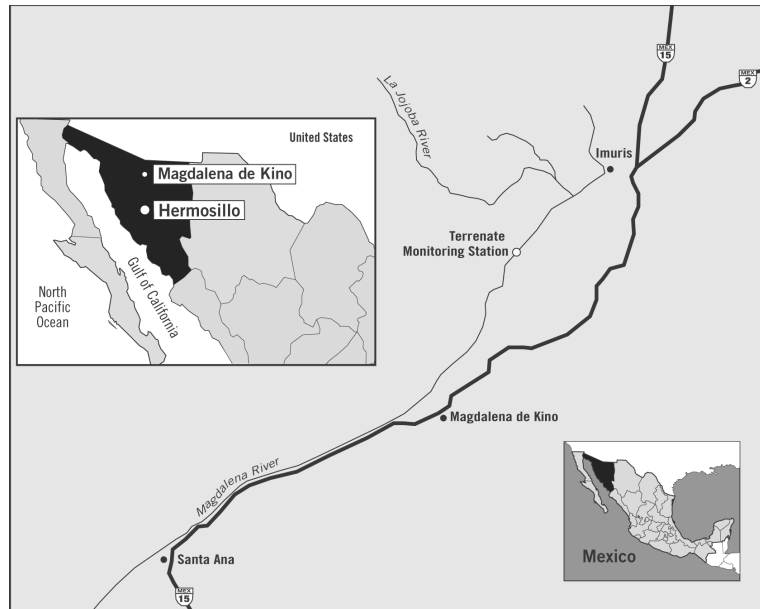 MEX
15
MEX
2
La Jojoba River
Imuris
United States
Magdalena de Kino
Hermosillo
Terrenate
Monitoring Station
Gulf of California
North
Pacific
Ocean
Magdalena de Kino
Magdalena River
Santa Ana
Mexico
MEX
15